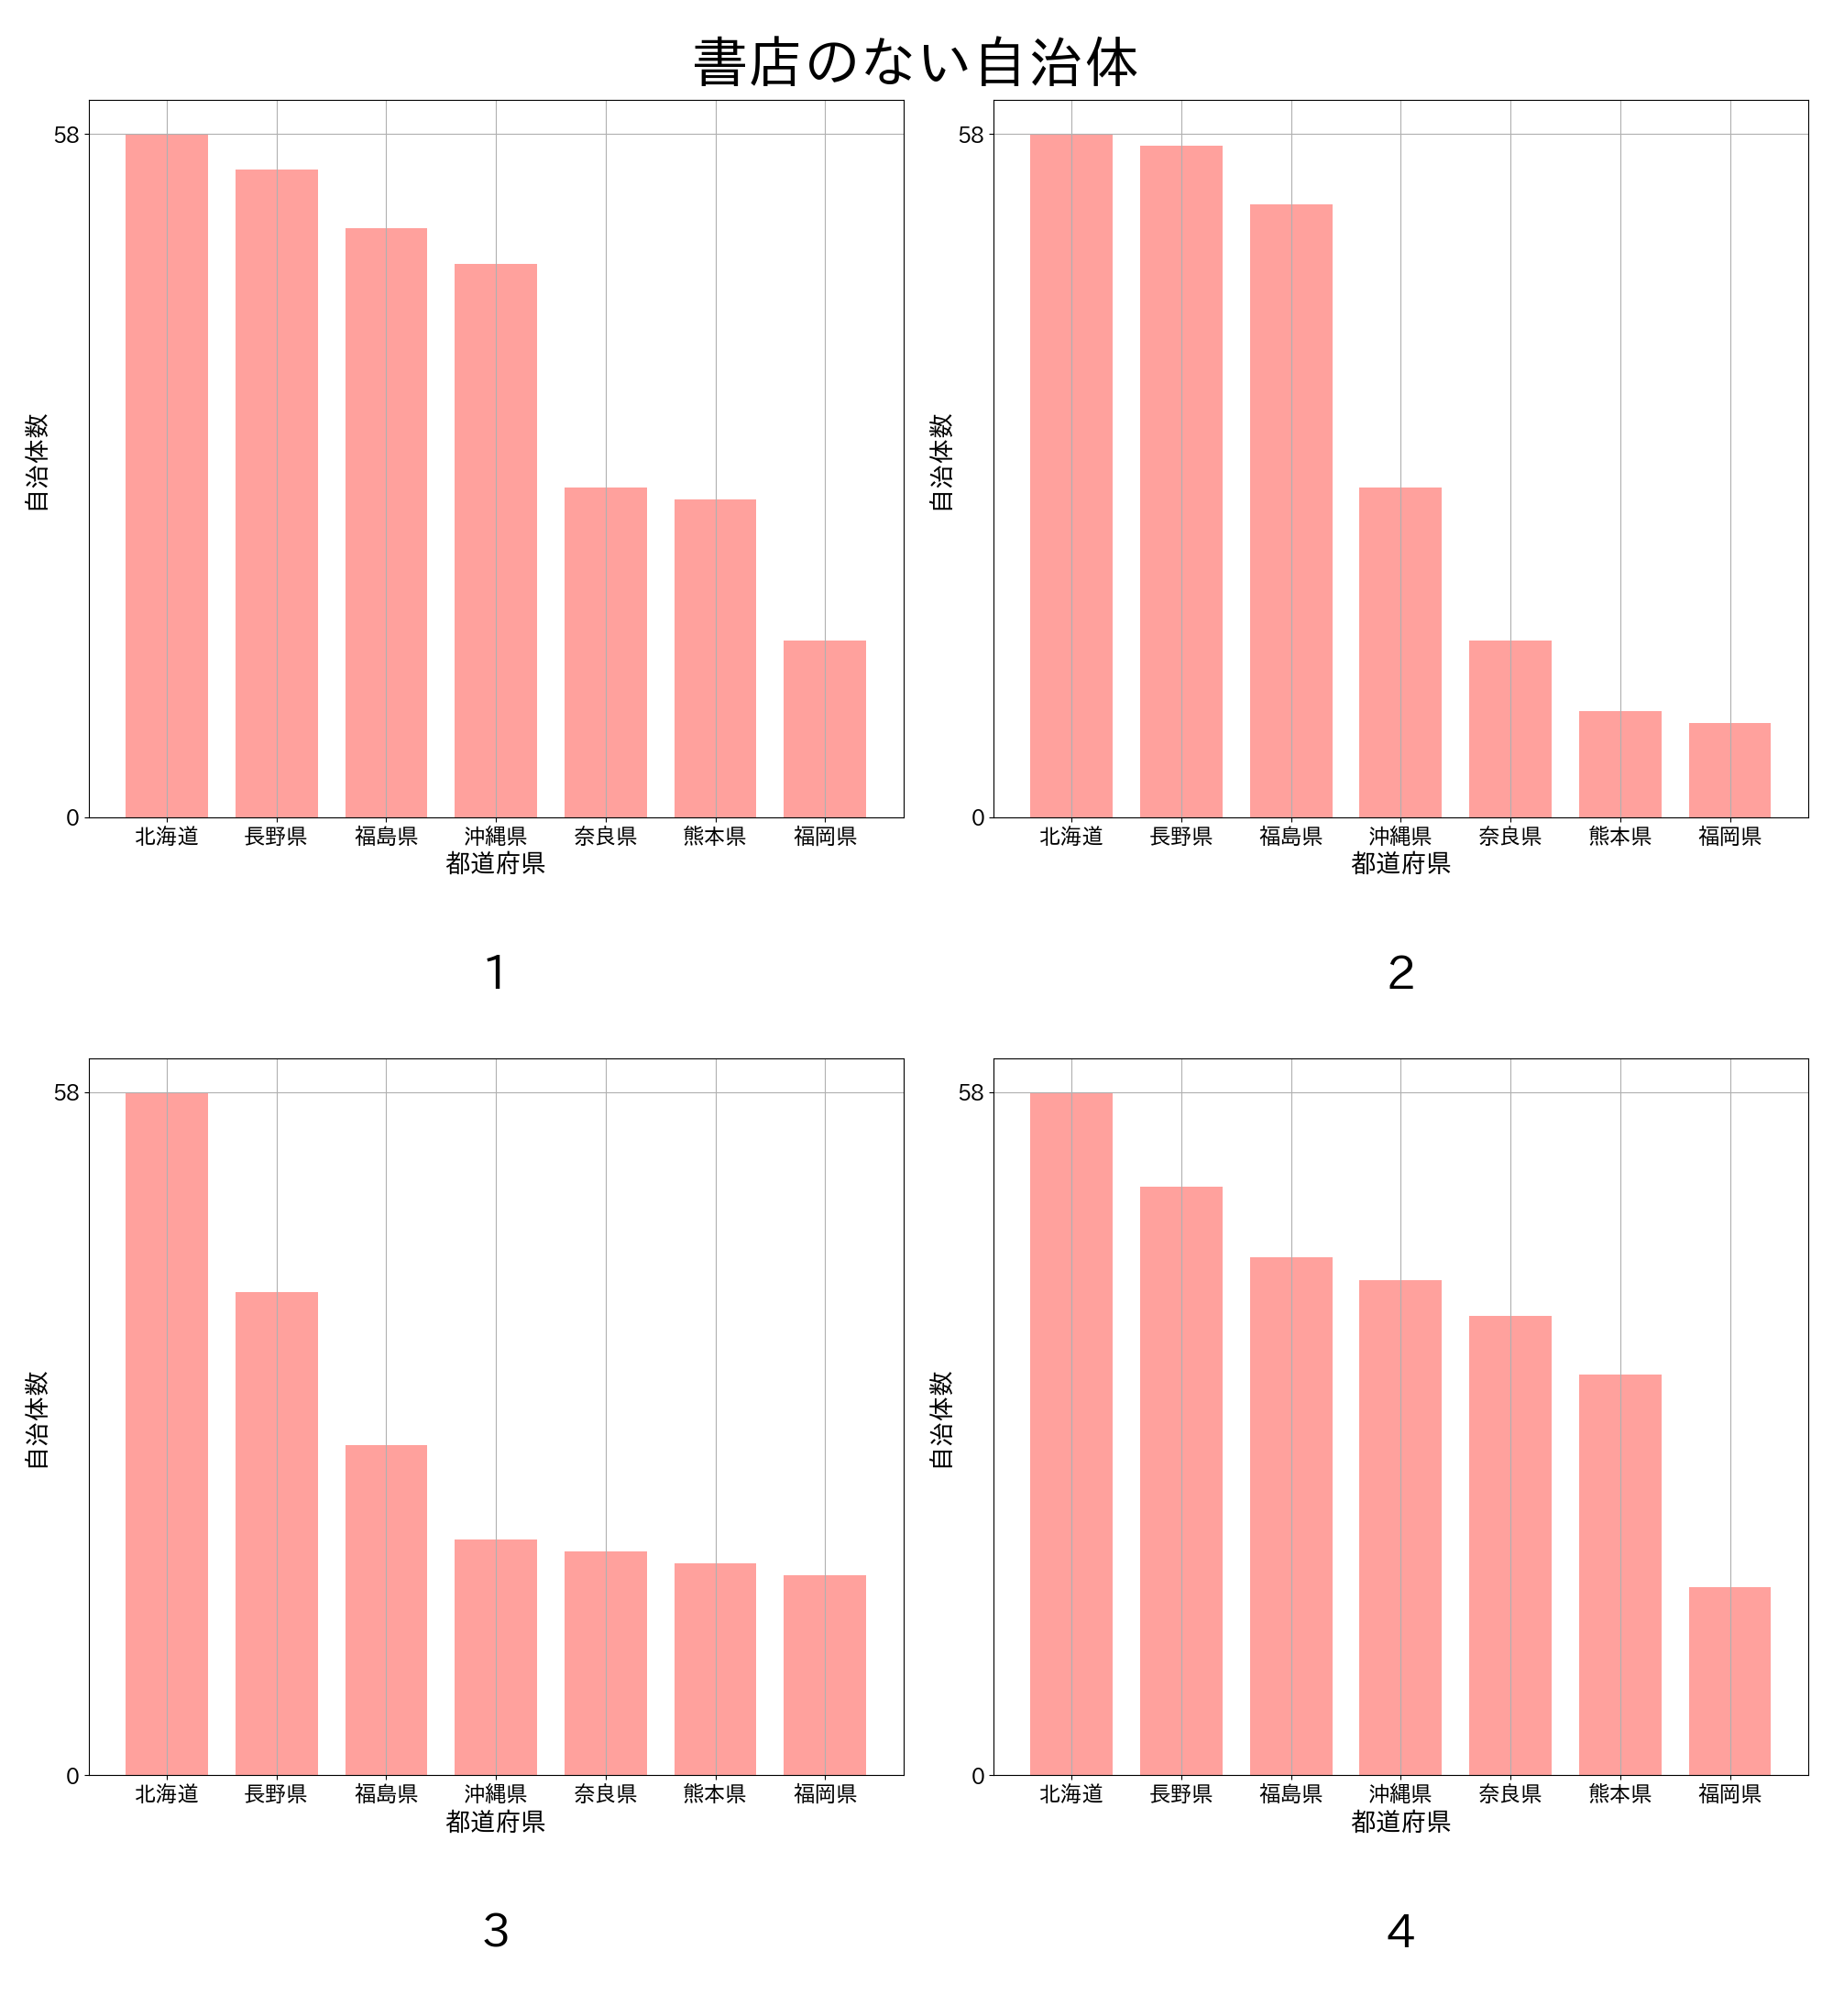 書店のない自治体
58
0
自治体数
北海道 長野県 福島県 沖縄県 奈良県 熊本県 福岡県
都道府県
1
58
0
自治体数
北海道 長野県 福島県 沖縄県 奈良県 熊本県 福岡県
都道府県
2
58
0
自治体数
北海道 長野県 福島県 沖縄県 奈良県 熊本県 福岡県
都道府県
3
58
0
自治体数
北海道 長野県 福島県 沖縄県 奈良県 熊本県 福岡県
都道府県
4